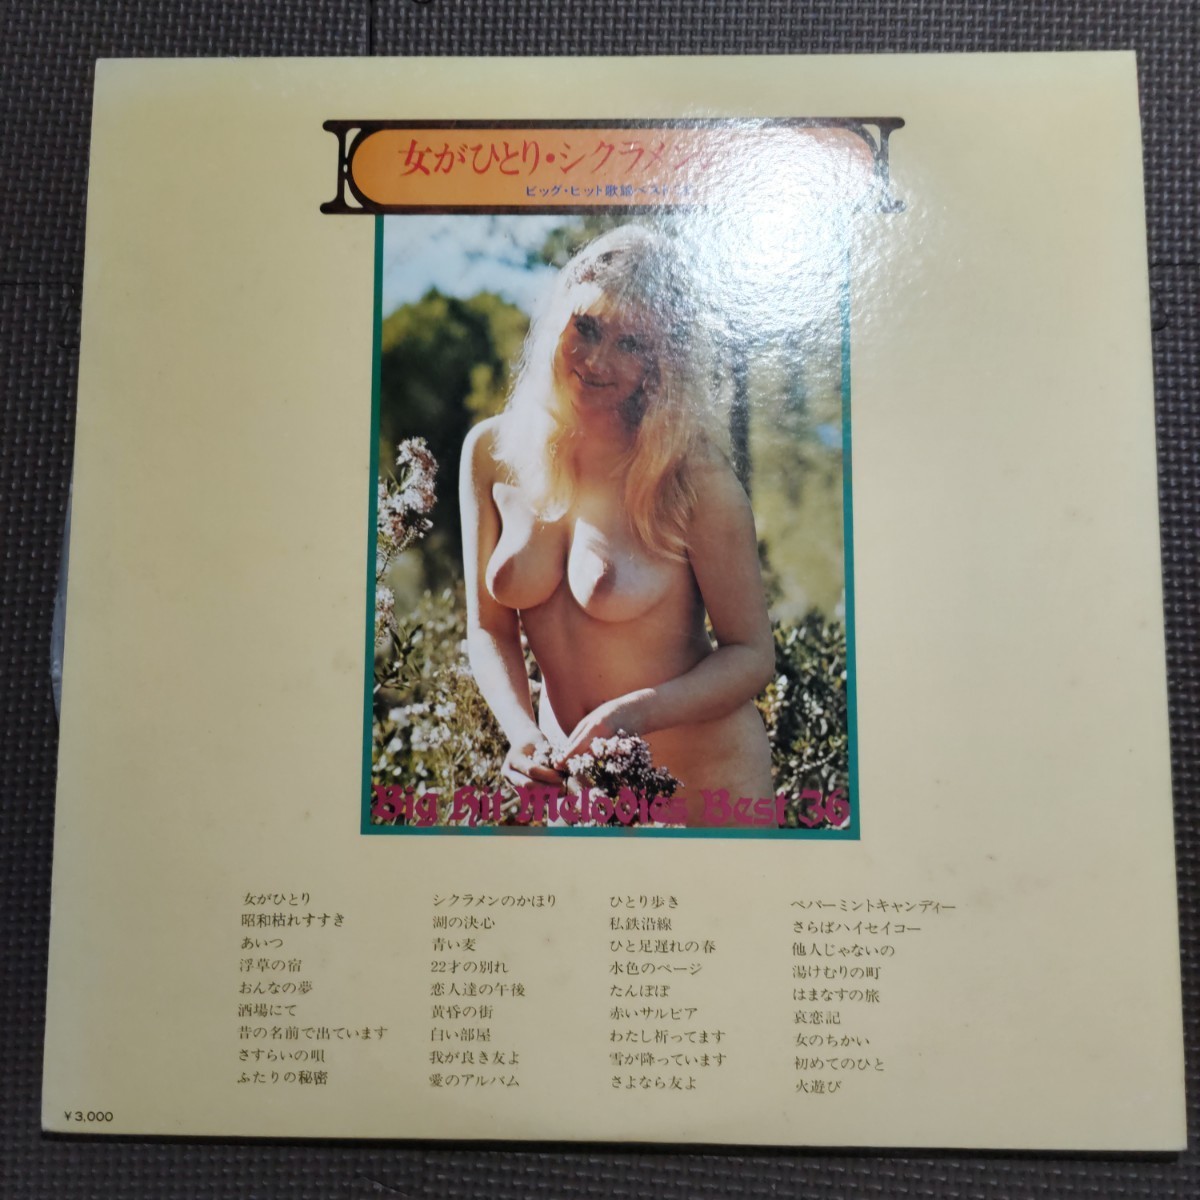 女がひとり・シクラメン
ビッグ・ヒット歌謡ベスト
Big Hit Melodies Best 36
女がひとり
昭和枯れすすき
あいつ
浮草の宿
おんなの夢
酒場にて
昔の名前で出ています
さすらいの唄
ふたりの秘密
シクラメンのかほり
湖の決心
青い麦
22才の別れ
恋人達の午後
黄昏の街
白い部屋
我が良き友よ
愛のアルバム
ひとり歩き
私鉄沿線
ひと足遅れの春
水色のページ
たんぽぽ
赤いサルビア
わたし祈ってます
雪が降っています
さよなら友よ
ペパーミントキャンディー
さらばハイセイコー
他人じゃないの
湯けむりの町
はまなすの旅
哀恋記
女のちかい
初めてのひと
火遊び
¥3,000